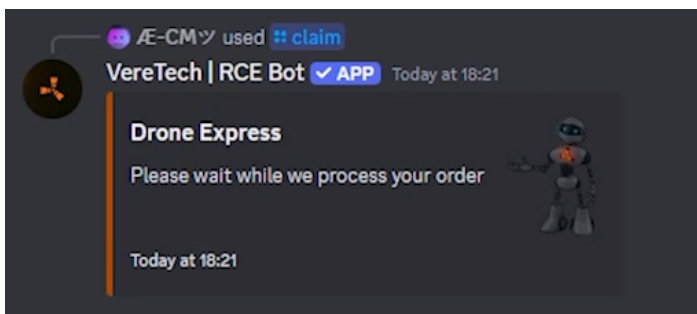 Æ-CMツ used claim
VereTech | RCE Bot ✓ APP Today at 18:21
Drone Express
Please wait while we process your order
Today at 18:21